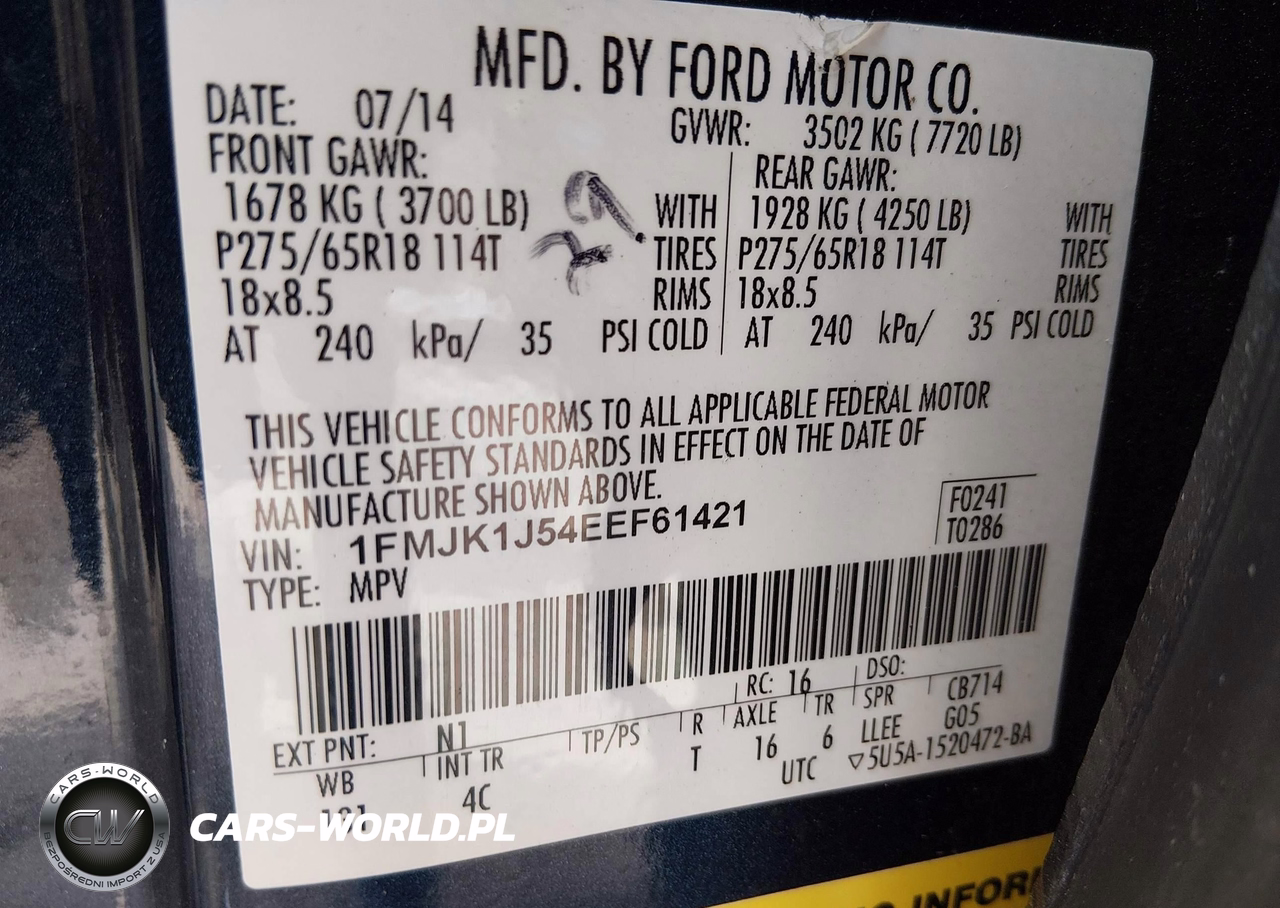 MFD. BY FORD MOTOR CO.
DATE: 07/14 GVWR: 3502 KG ( 7720 LB)
FRONT GAWR: REAR GAWR:
1678 KG ( 3700 LB) WITH 1928 KG ( 4250 LB) WITH
P275/65R18 114T TIRES P275/65R18 114T TIRES
18x8.5 RIMS 18x8.5 RIMS
AT 240 kPa/ 35 PSI COLD AT 240 kPa/ 35 PSI COLD
THIS VEHICLE CONFORMS TO ALL APPLICABLE FEDERAL MOTOR
VEHICLE SAFETY STANDARDS IN EFFECT ON THE DATE OF
MANUFACTURE SHOWN ABOVE.
VIN: 1FMJK1J54EEF61421
F0241
T0286
TYPE: MPV
EXT PNT: N1 RC: 16 DSO:
WB INT TR TP/PS R AXLE TR SPR CB714
4C T 16 6 LLEE G05
UTC ▽5U5A-1520472-BA
CARS-WORLD
CW
BEZPOŚREDNI IMPORT Z USA
CARS-WORLD.PL